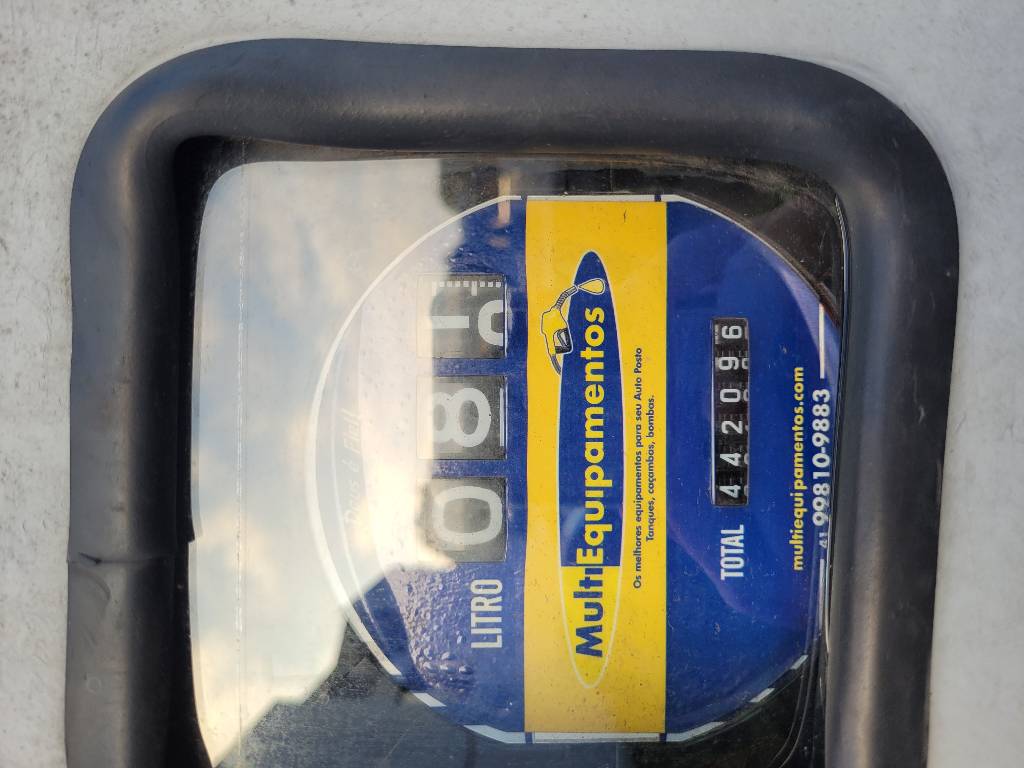 LITRO 081
MultiEquipamentos
Os melhores equipamentos para seu Auto Posto
Tanques, caçambas, bombas.
TOTAL 442096
multiequipamentos.com
41 99810-9883